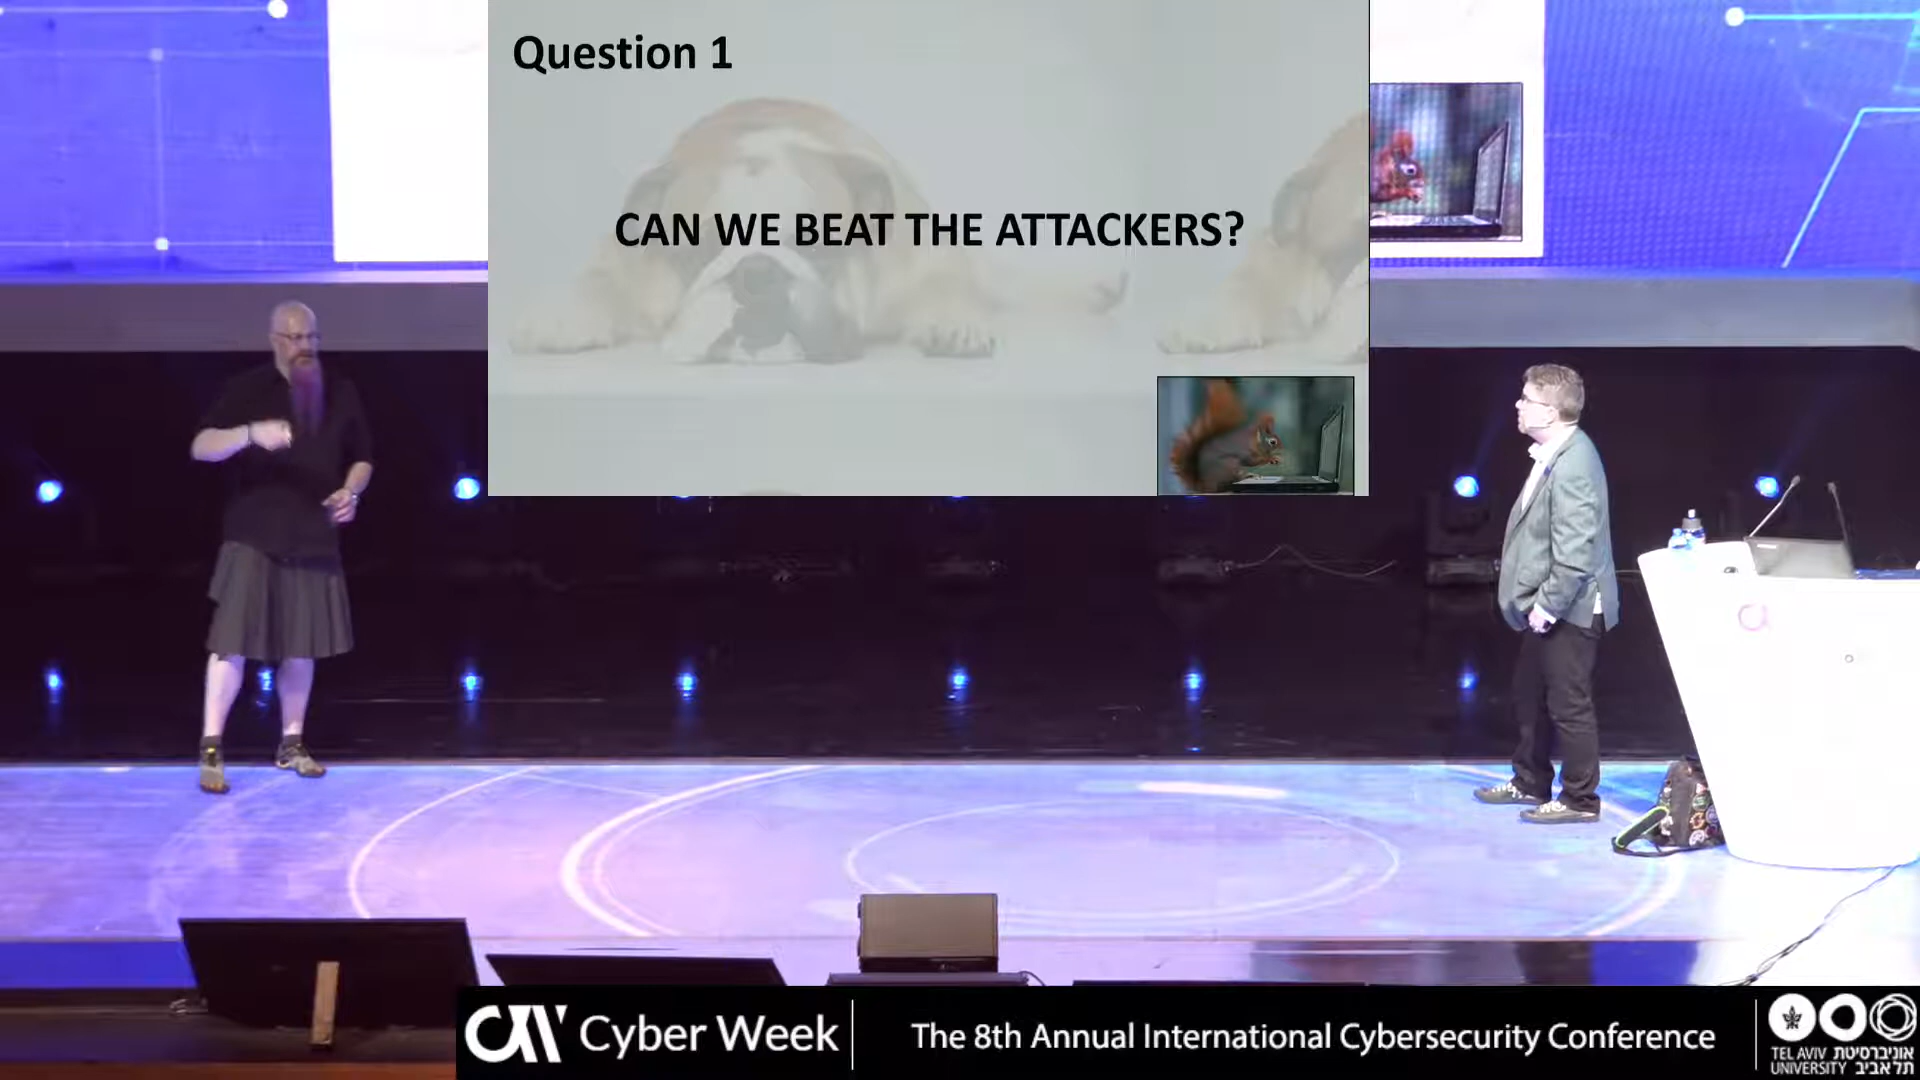 Question 1
CAN WE BEAT THE ATTACKERS?
Cyber Week
The 8th Annual International Cybersecurity Conference
TEL AVIV אוניברסיטת
UNIVERSITY תל אביב